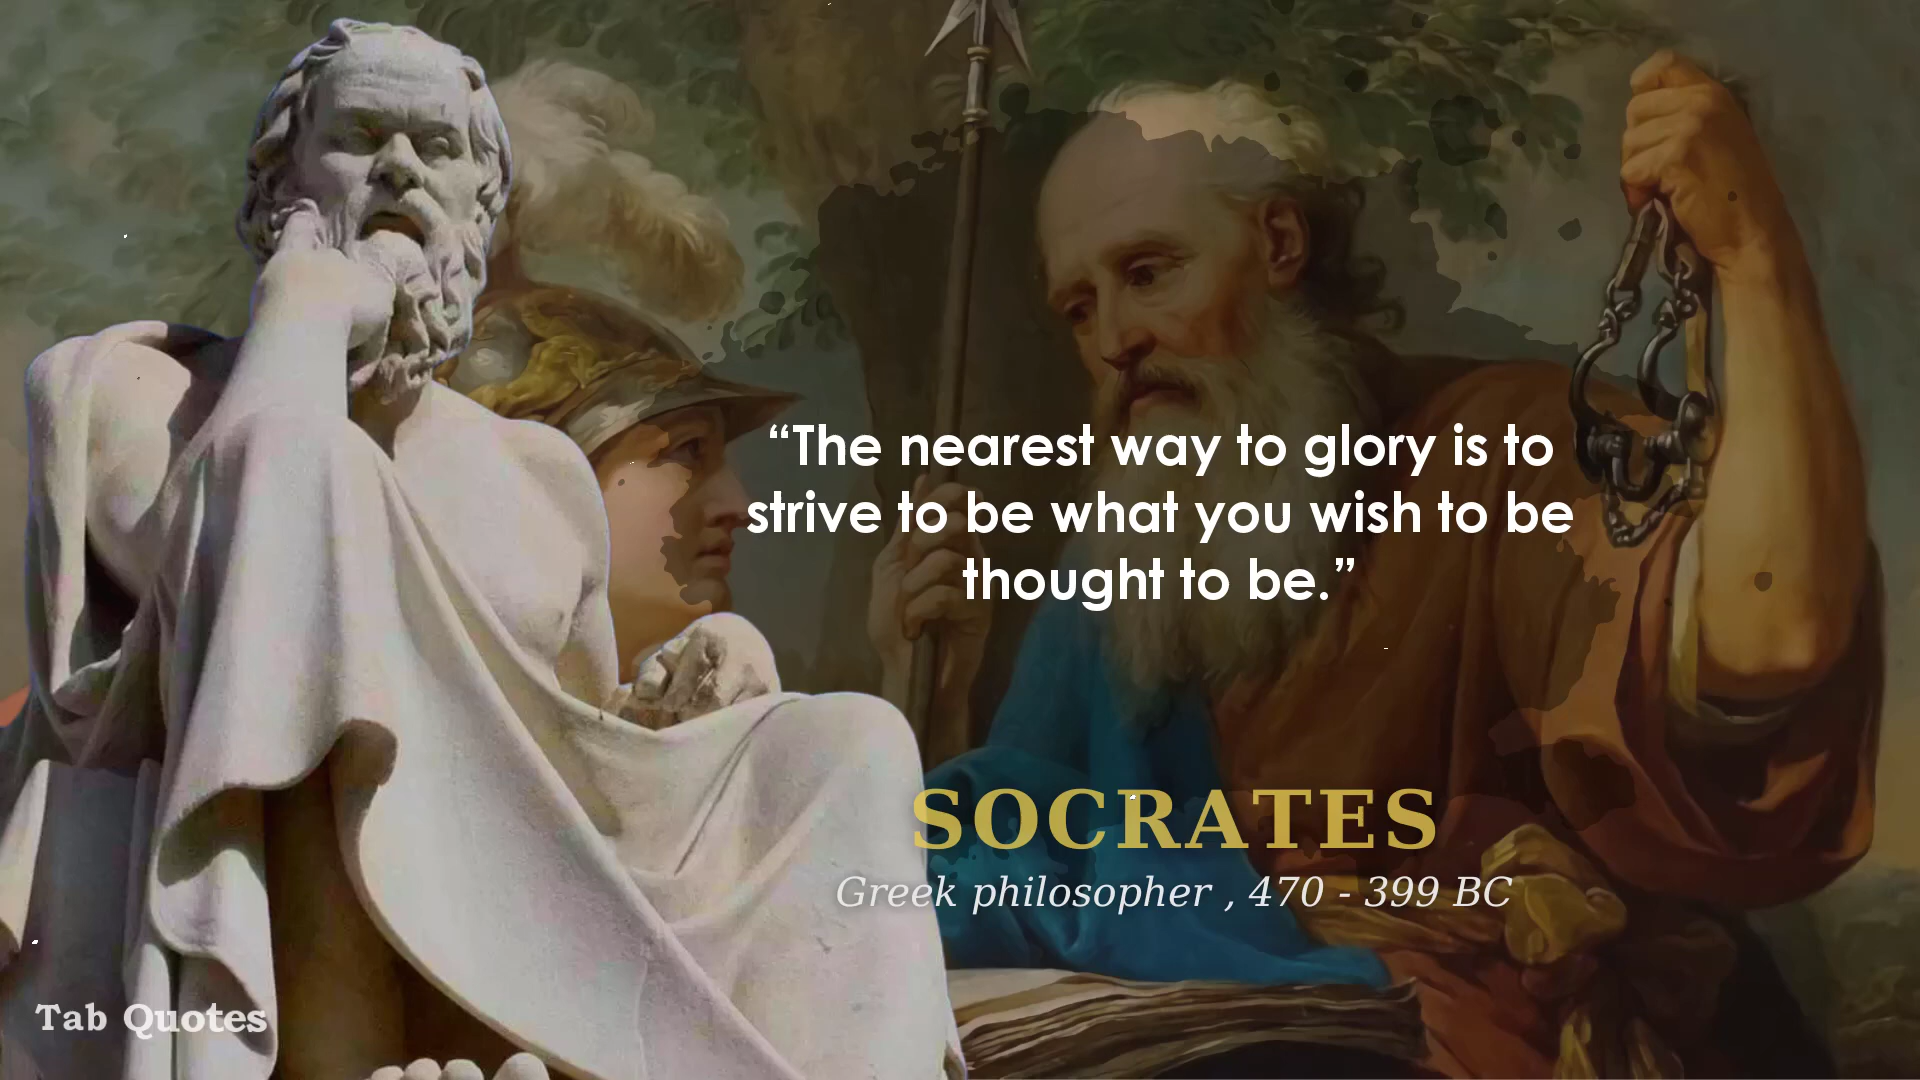 “The nearest way to glory is to
strive to be what you wish to be
thought to be.”
SOCRATES
Greek philosopher , 470 - 399 BC
Tab Quotes